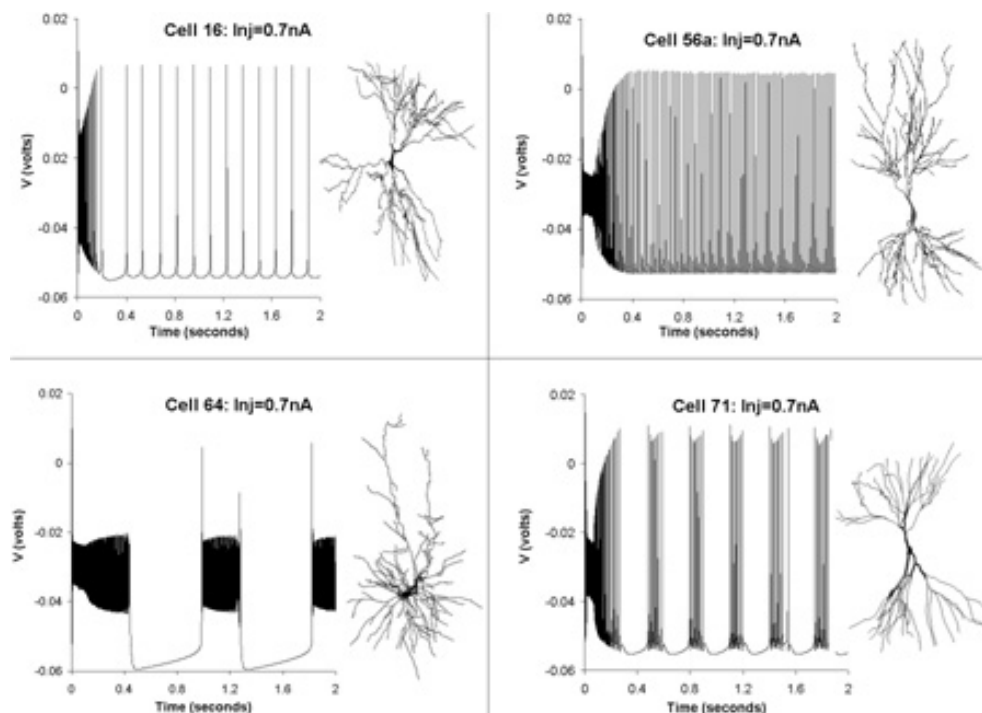 Cell 16: Inj=0.7nA
V (volts)
0.02
0
0.02
-0.04
-0.06
0 0.4 0.8 1.2 1.6 2
Time (seconds)
Cell 56a: Inj=0.7nA
V (volts)
0.02
0
0.02
-0.04
-0.06
0 0.4 0.8 1.2 1.6 2
Time (seconds)
Cell 64: Inj=0.7nA
V (volts)
0.02
0
-0.02
-0.04
-0.06
0 0.4 0.8 1.2 1.6 2
Time (seconds)
Cell 71: Inj=0.7nA
V (volts)
0.02
0
-0.02
-0.04
-0.06
0 0.4 0.8 1.2 1.6 2
Time (seconds)